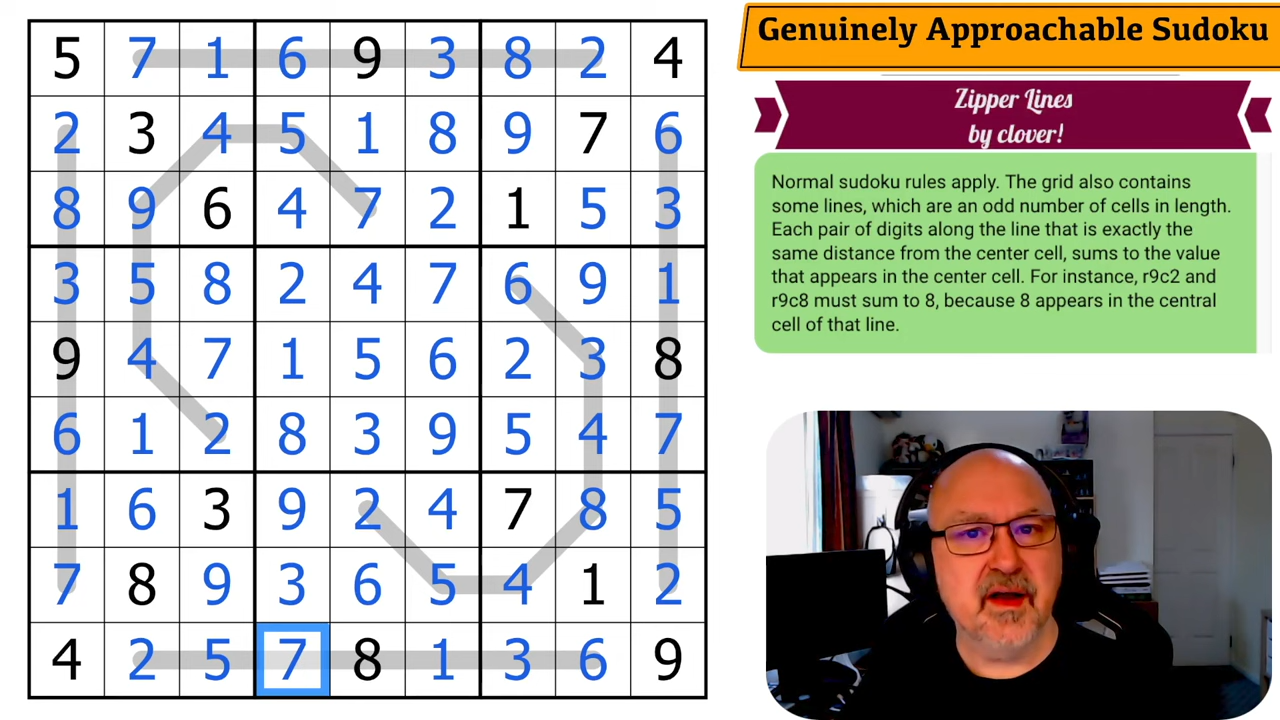 Genuinely Approachable Sudoku
Zipper Lines
by clover!
Normal sudoku rules apply. The grid also contains
some lines, which are an odd number of cells in length.
Each pair of digits along the line that is exactly the
same distance from the center cell, sums to the value
that appears in the center cell. For instance, r9c2 and
r9c8 must sum to 8, because 8 appears in the central
cell of that line.
5 7 1 6 9 3 8 2 4
2 3 4 5 1 8 9 7 6
8 9 6 4 7 2 1 5 3
3 5 8 2 4 7 6 9 1
9 4 7 1 5 6 2 3 8
6 1 2 8 3 9 5 4 7
1 6 3 9 2 4 7 8 5
7 8 9 3 6 5 4 1 2
4 2 5 7 8 1 3 6 9